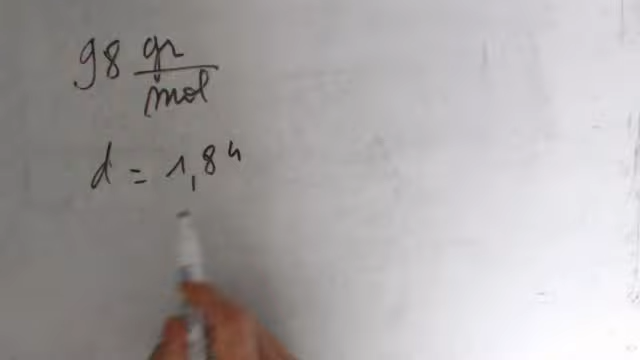 98 gr/mol
d = 1,84